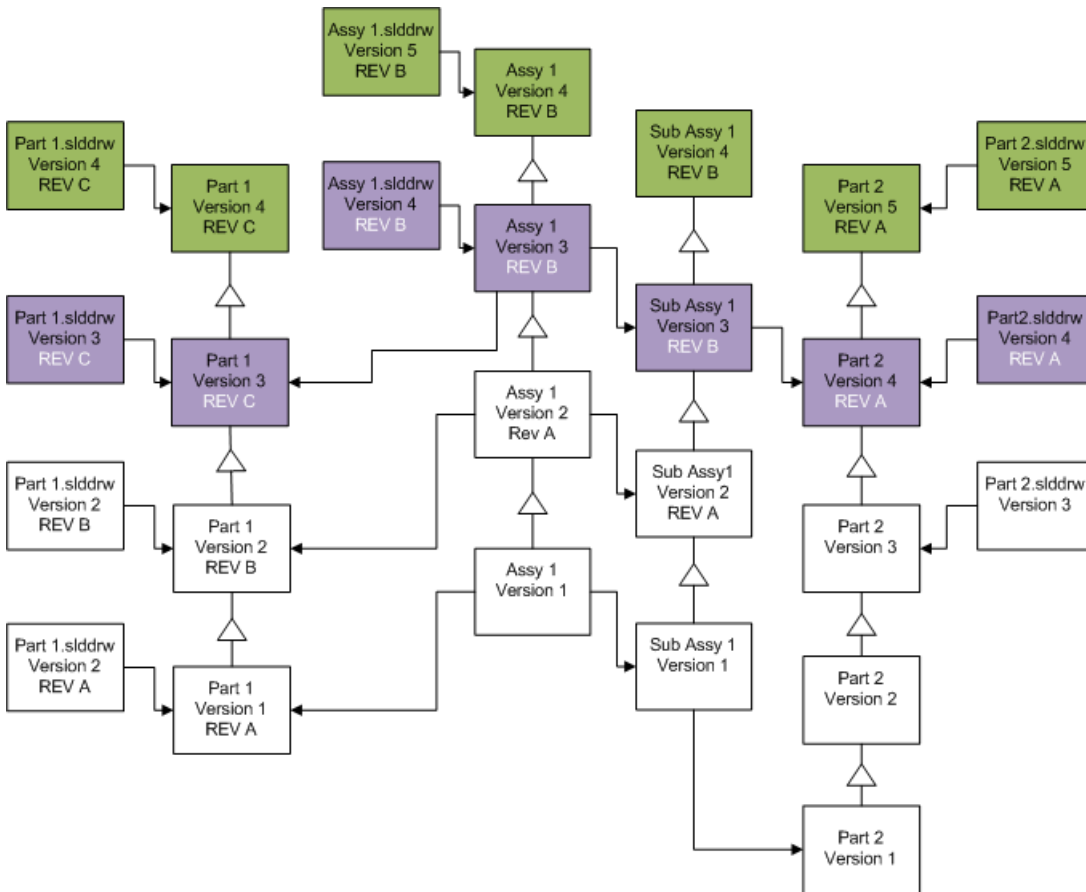 Assy 1.slddrw
Version 5
REV B
Assy 1
Version 4
REV B
Part 1.slddrw
Version 4
REV C
Part 1
Version 4
REV C
Assy 1.slddrw
Version 4
REV B
Sub Assy 1
Version 4
REV B
Part 2
Version 5
REV A
Part 2.slddrw
Version 5
REV A
Assy 1
Version 3
REV B
Part 1.slddrw
Version 3
REV C
Part 1
Version 3
REV C
Sub Assy 1
Version 3
REV B
Part 2
Version 4
REV A
Part2.slddrw
Version 4
REV A
Assy 1
Version 2
Rev A
Part 1.slddrw
Version 2
REV B
Part 1
Version 2
REV B
Sub Assy1
Version 2
REV A
Part 2
Version 3
Part 2.slddrw
Version 3
Assy 1
Version 1
Part 1.slddrw
Version 2
REV A
Part 1
Version 1
REV A
Sub Assy 1
Version 1
Part 2
Version 2
Part 2
Version 1